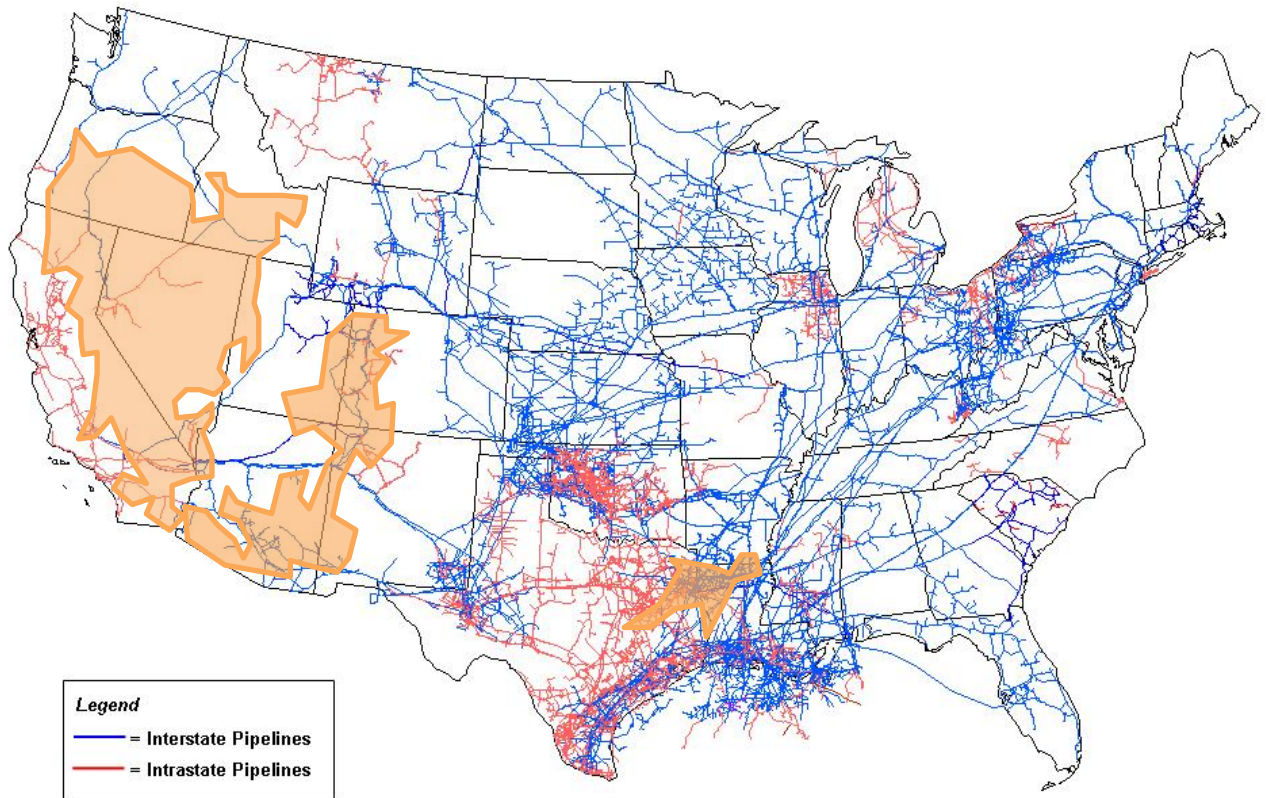 Legend
= Interstate Pipelines
= Intrastate Pipelines